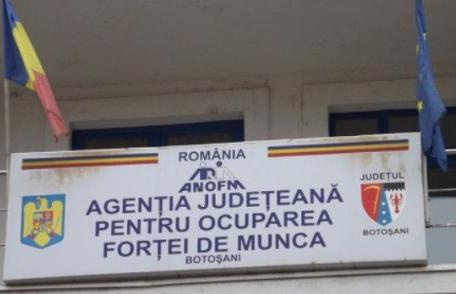 ROMÂNIA
ANOFM
AGENȚIA JUDEȚEANĂ
PENTRU OCUPAREA
FORȚEI DE MUNCA
BOTOȘANI
JUDEȚUL
BOTOȘANI